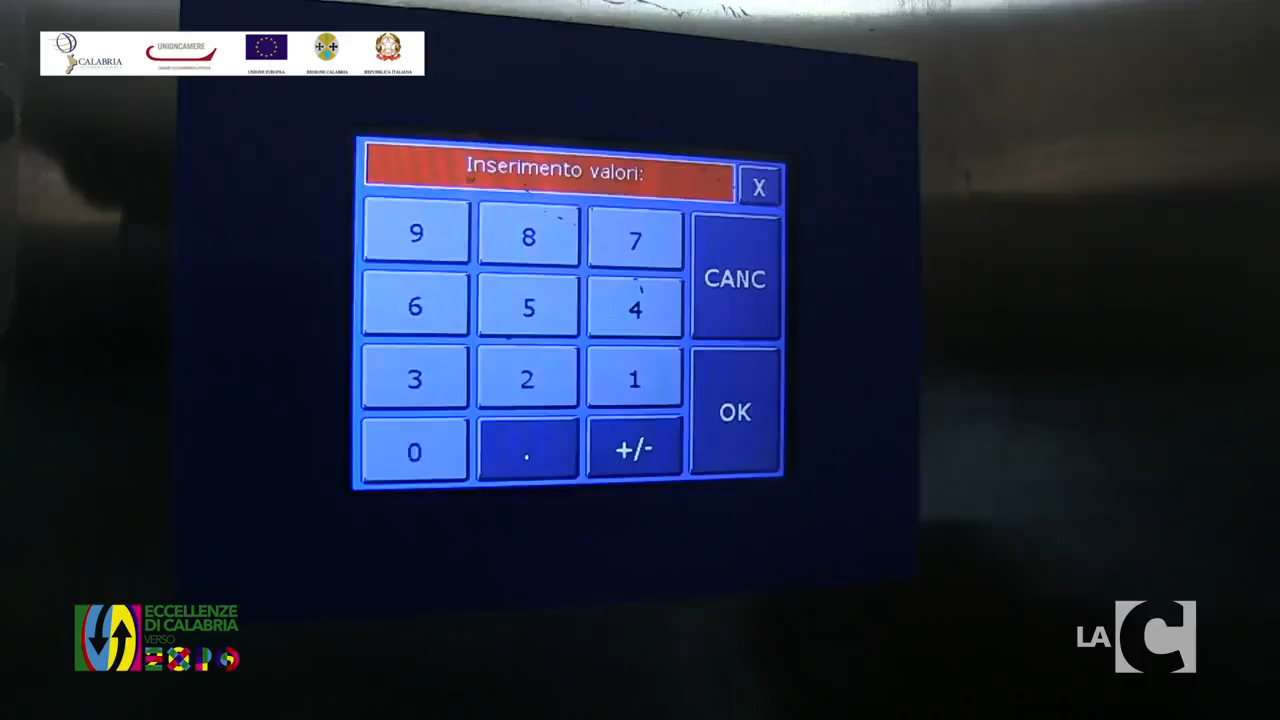 CALABRIA
UNIONCAMERE
UNIONE EUROPEA
REGIONE CALABRIA
REPUBBLICA ITALIANA
Inserimento valori:
X
9 8 7
CANC
6 5 4
3 2 1
OK
0 . +/-
ECCELLENZE
DI CALABRIA
VERSO
EXPO
LA C